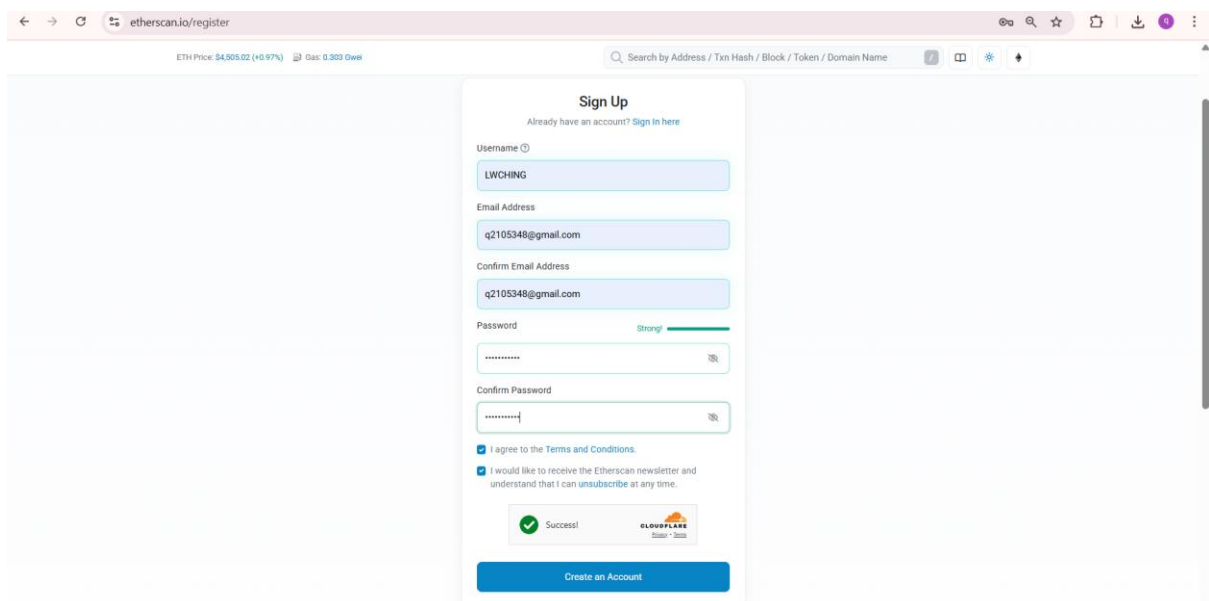 etherscan.io/register
ETH Price: $4,505.02 (+0.97%) Gas: 0.303 Gwei
Search by Address / Txn Hash / Block / Token / Domain Name
/
q
Sign Up
Already have an account? Sign In here
Username
LWCHING
Email Address
q2105348@gmail.com
Confirm Email Address
q2105348@gmail.com
Password
Strong!
Confirm Password
I agree to the Terms and Conditions.
I would like to receive the Etherscan newsletter and
understand that I can unsubscribe at any time.
Success!
CLOUDFLARE
Privacy • Terms
Create an Account